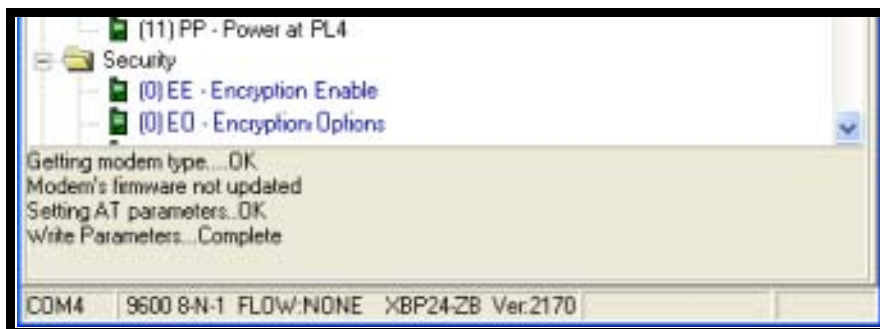 (11) PP - Power at PL4
Security
(0) EE - Encryption Enable
(0) EO - Encryption Options
Getting modem type....OK
Modem's firmware not updated
Setting AT parameters..OK
Write Parameters...Complete
COM4 9600 8-N-1 FLOW:NONE XBP24-ZB Ver:2170